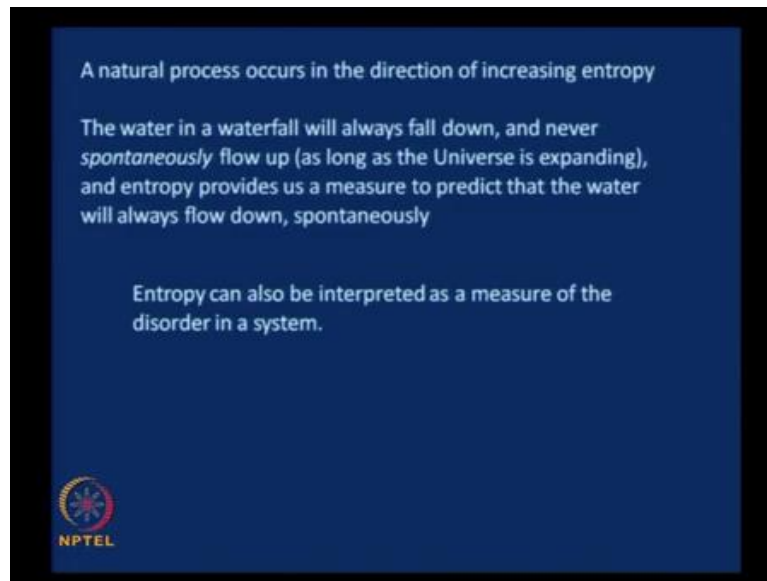 A natural process occurs in the direction of increasing entropy
The water in a waterfall will always fall down, and never
spontaneously flow up (as long as the Universe is expanding),
and entropy provides us a measure to predict that the water
will always flow down, spontaneously
Entropy can also be interpreted as a measure of the
disorder in a system.
NPTEL